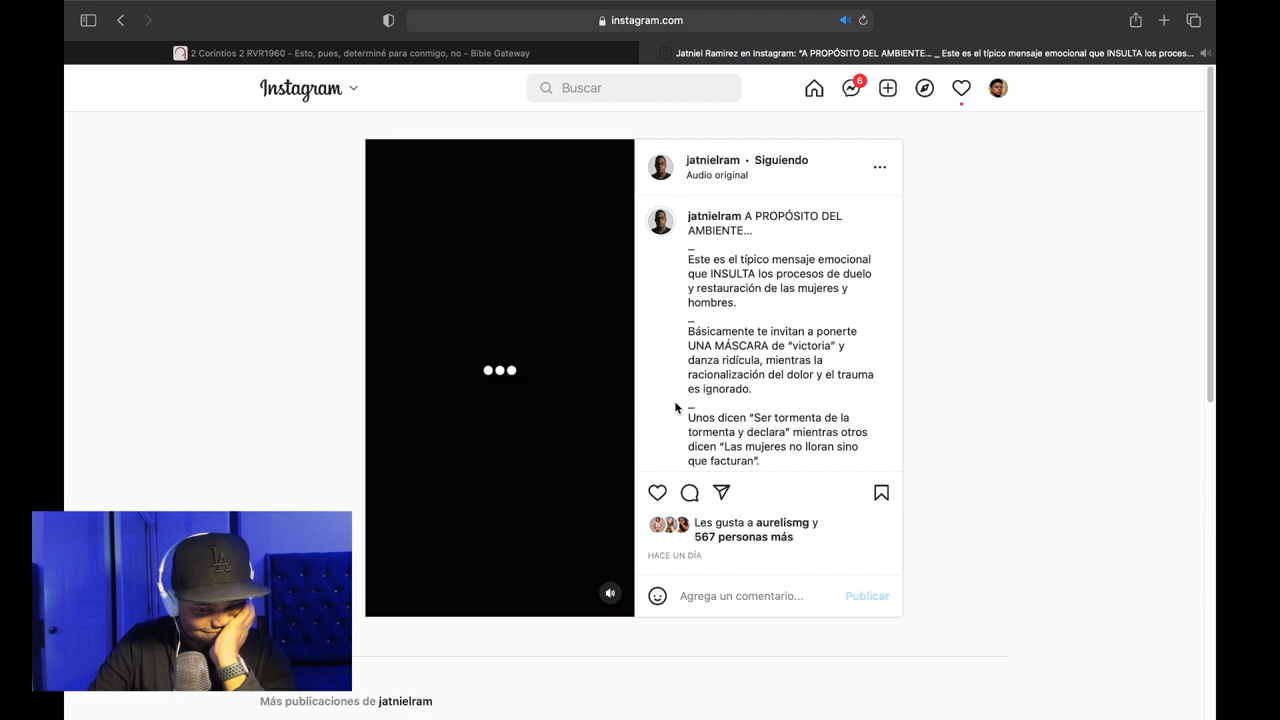 instagram.com
2 Corintios 2 RVR1960 - Esto, pues, determiné para conmigo, no - Bible Gateway
Jatniel Ramirez en Instagram: “A PROPÓSITO DEL AMBIENTE... _ Este es el típico mensaje emocional que INSULTA los proces...
Instagram
Buscar
6
jatnielram • Siguiendo
Audio original
jatnielram A PROPÓSITO DEL
AMBIENTE...
_
Este es el típico mensaje emocional
que INSULTA los procesos de duelo
y restauración de las mujeres y
hombres.
_
Básicamente te invitan a ponerte
UNA MÁSCARA de “victoria” y
danza ridícula, mientras la
racionalización del dolor y el trauma
es ignorado.
_
Unos dicen “Ser tormenta de la
tormenta y declara” mientras otros
dicen “Las mujeres no lloran sino
que facturan”.
Les gusta a aurelismg y
567 personas más
HACE UN DÍA
Agrega un comentario...
Publicar
LA
Más publicaciones de jatnielram